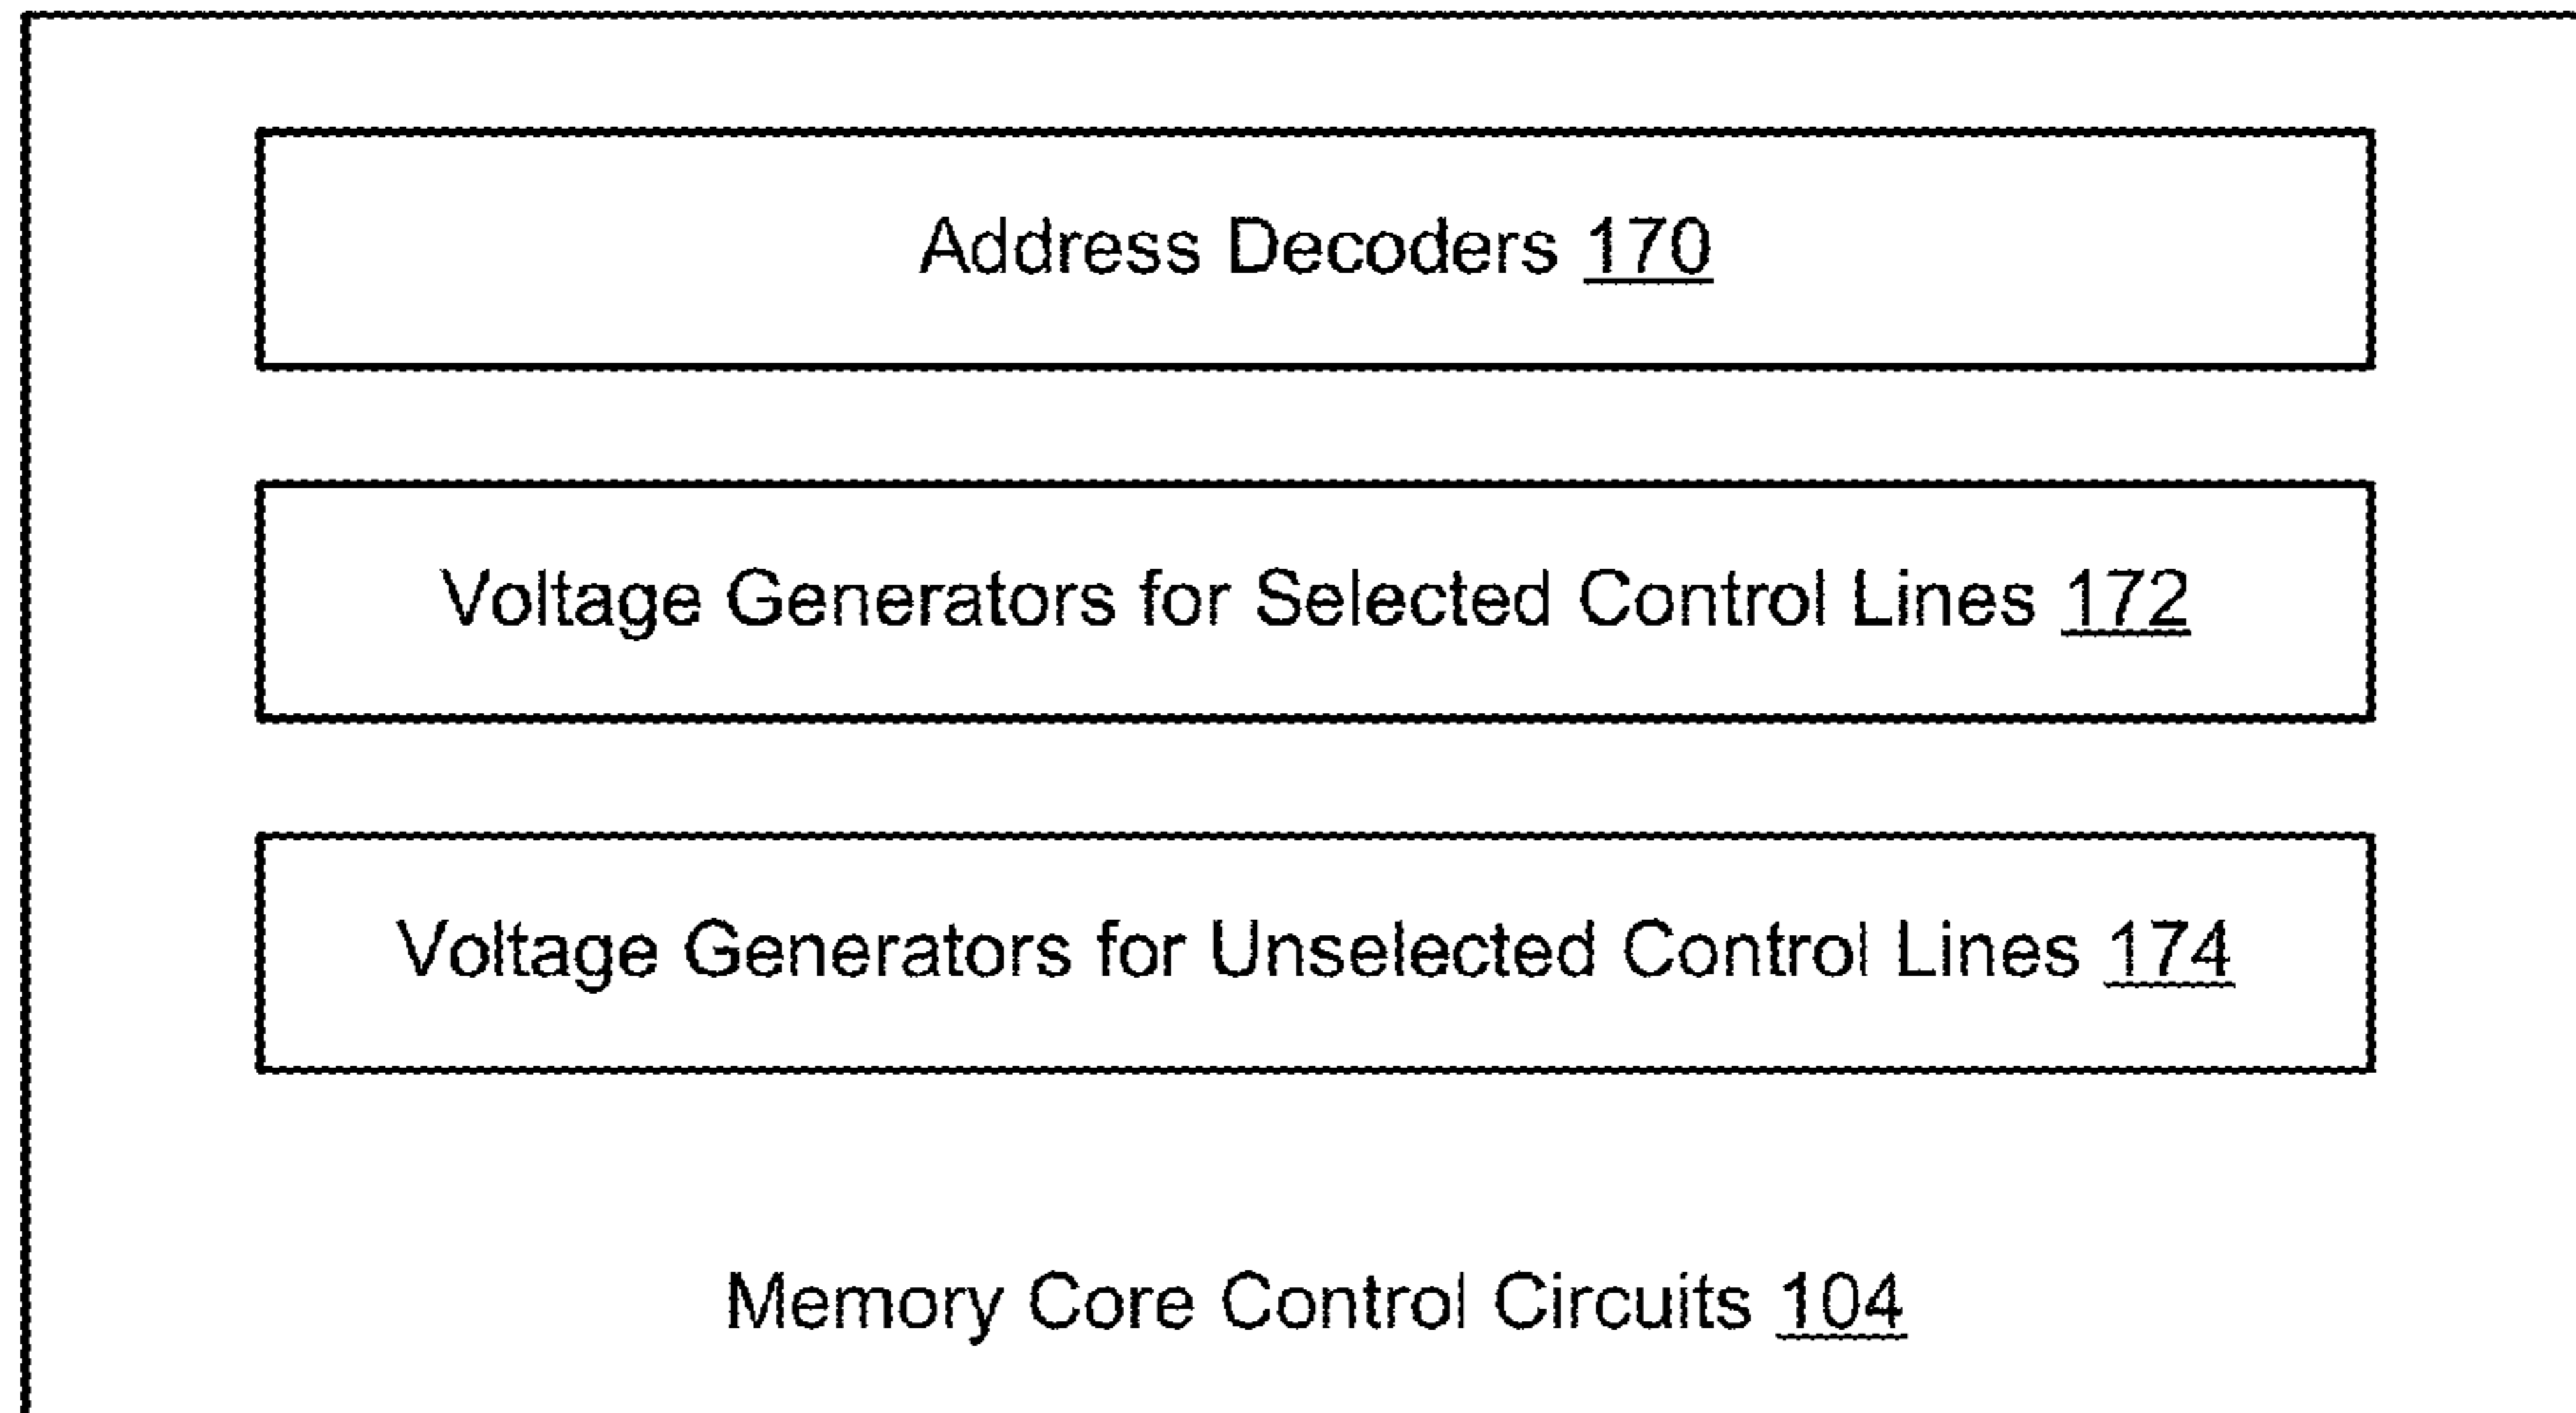 Address Decoders 170
Voltage Generators for Selected Control Lines 172
Voltage Generators for Unselected Control Lines 174
Memory Core Control Circuits 104